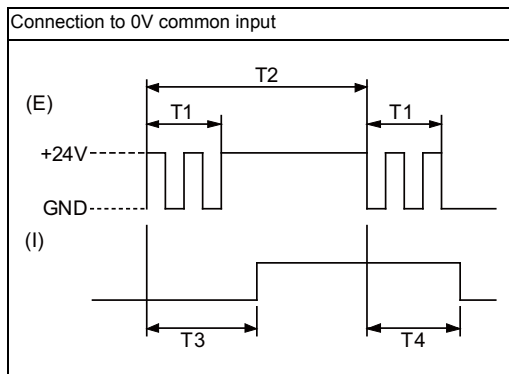 Connection to 0V common input
T2
(E)
T1
T1
+24V
GND
(I)
T3
T4